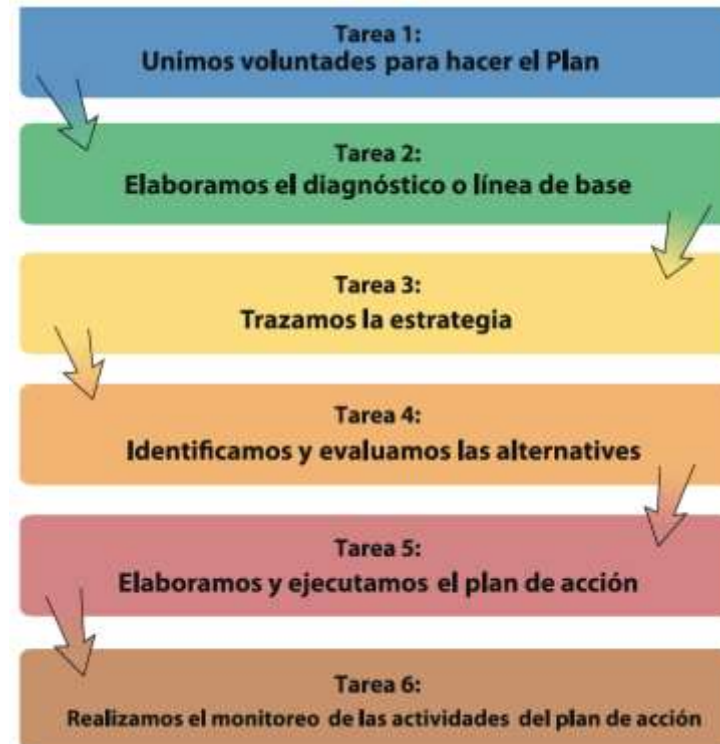 Tarea 1:
Unimos voluntades para hacer el Plan
Tarea 2:
Elaboramos el diagnóstico o línea de base
Tarea 3:
Trazamos la estrategia
Tarea 4:
Identificamos y evaluamos las alternatives
Tarea 5:
Elaboramos y ejecutamos el plan de acción
Tarea 6:
Realizamos el monitoreo de las actividades del plan de acción